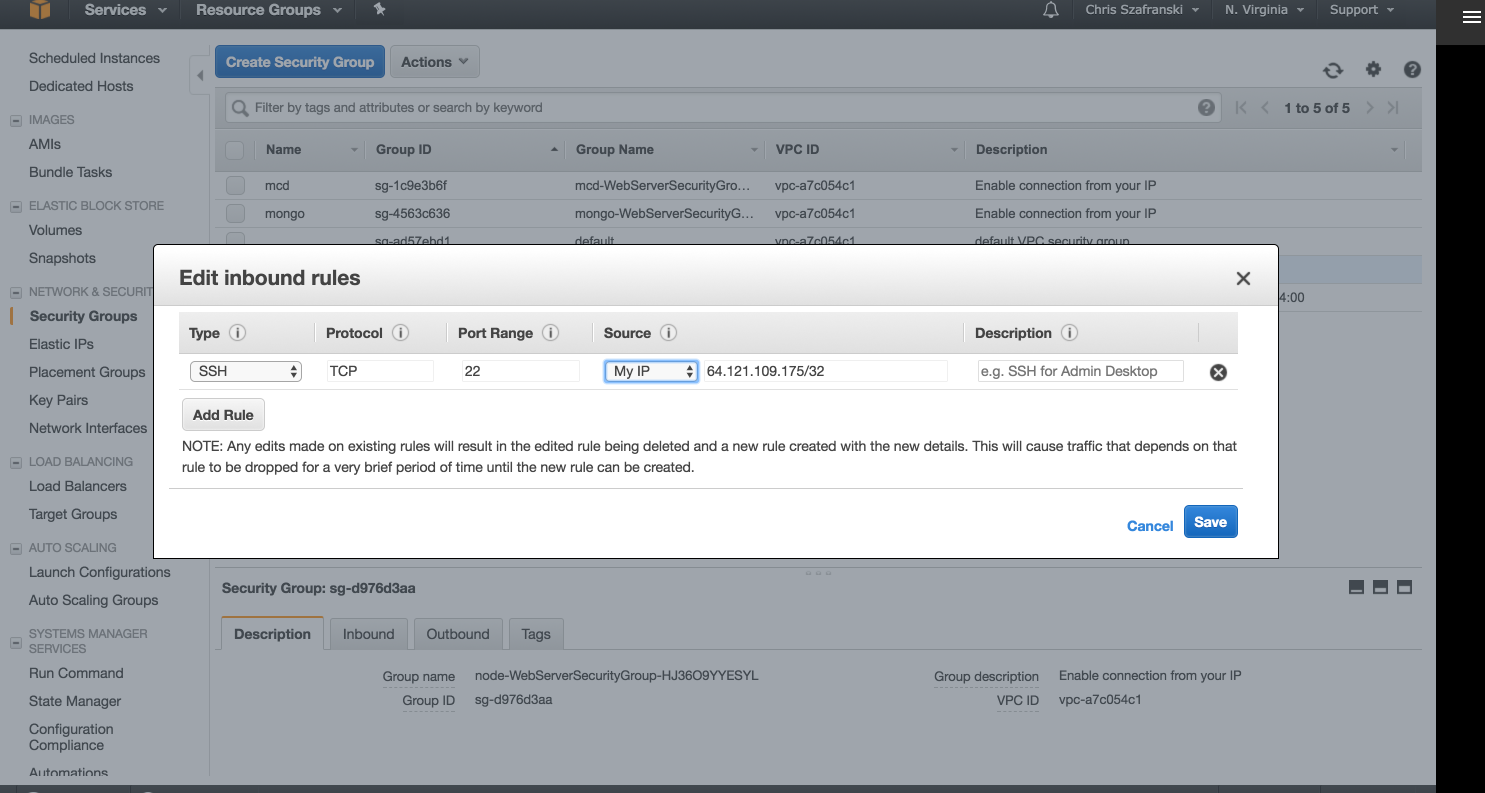 Services
Resource Groups
Chris Szafranski
N. Virginia
Support
Scheduled Instances
Dedicated Hosts
IMAGES
AMIs
Bundle Tasks
ELASTIC BLOCK STORE
Volumes
Snapshots
NETWORK & SECURIT
Security Groups
Elastic IPs
Placement Groups
Key Pairs
Network Interfaces
LOAD BALANCING
Load Balancers
Target Groups
AUTO SCALING
Launch Configurations
Auto Scaling Groups
SYSTEMS MANAGER
SERVICES
Run Command
State Manager
Configuration
Compliance
Automations
Create Security Group
Actions
Filter by tags and attributes or search by keyword
1 to 5 of 5
Name Group ID Group Name VPC ID Description
mcd sg-1c9e3b6f mcd-WebServerSecurityGro... vpc-a7c054c1 Enable connection from your IP
mongo sg-4563c636 mongo-WebServerSecurityG... vpc-a7c054c1 Enable connection from your IP
sg-ad57ebd1 default vpc-a7c054c1 default VPC security group
4:00
Edit inbound rules
Type Protocol Port Range Source Description
SSH TCP 22 My IP 64.121.109.175/32 e.g. SSH for Admin Desktop
Add Rule
NOTE: Any edits made on existing rules will result in the edited rule being deleted and a new rule created with the new details. This will cause traffic that depends on that
rule to be dropped for a very brief period of time until the new rule can be created.
Cancel
Save
Security Group: sg-d976d3aa
Description Inbound Outbound Tags
Group name node-WebServerSecurityGroup-HJ36O9YYESYL Group description Enable connection from your IP
Group ID sg-d976d3aa VPC ID vpc-a7c054c1